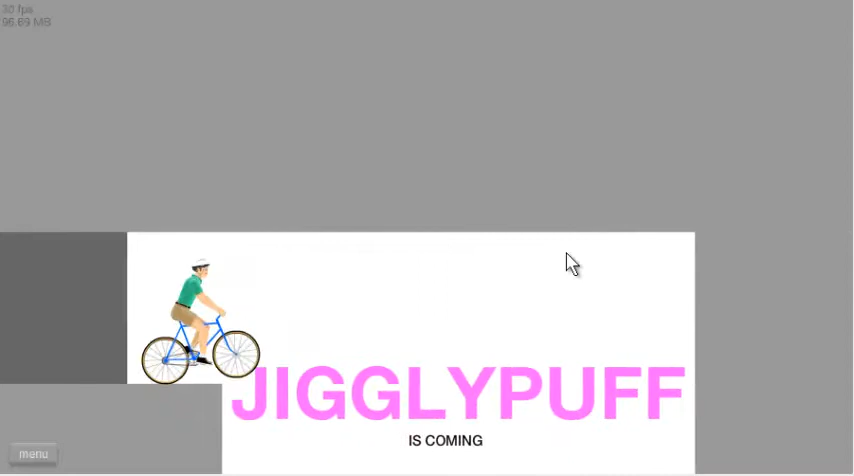 30 fps
96.69 MB
JIGGLYPUFF
IS COMING
menu